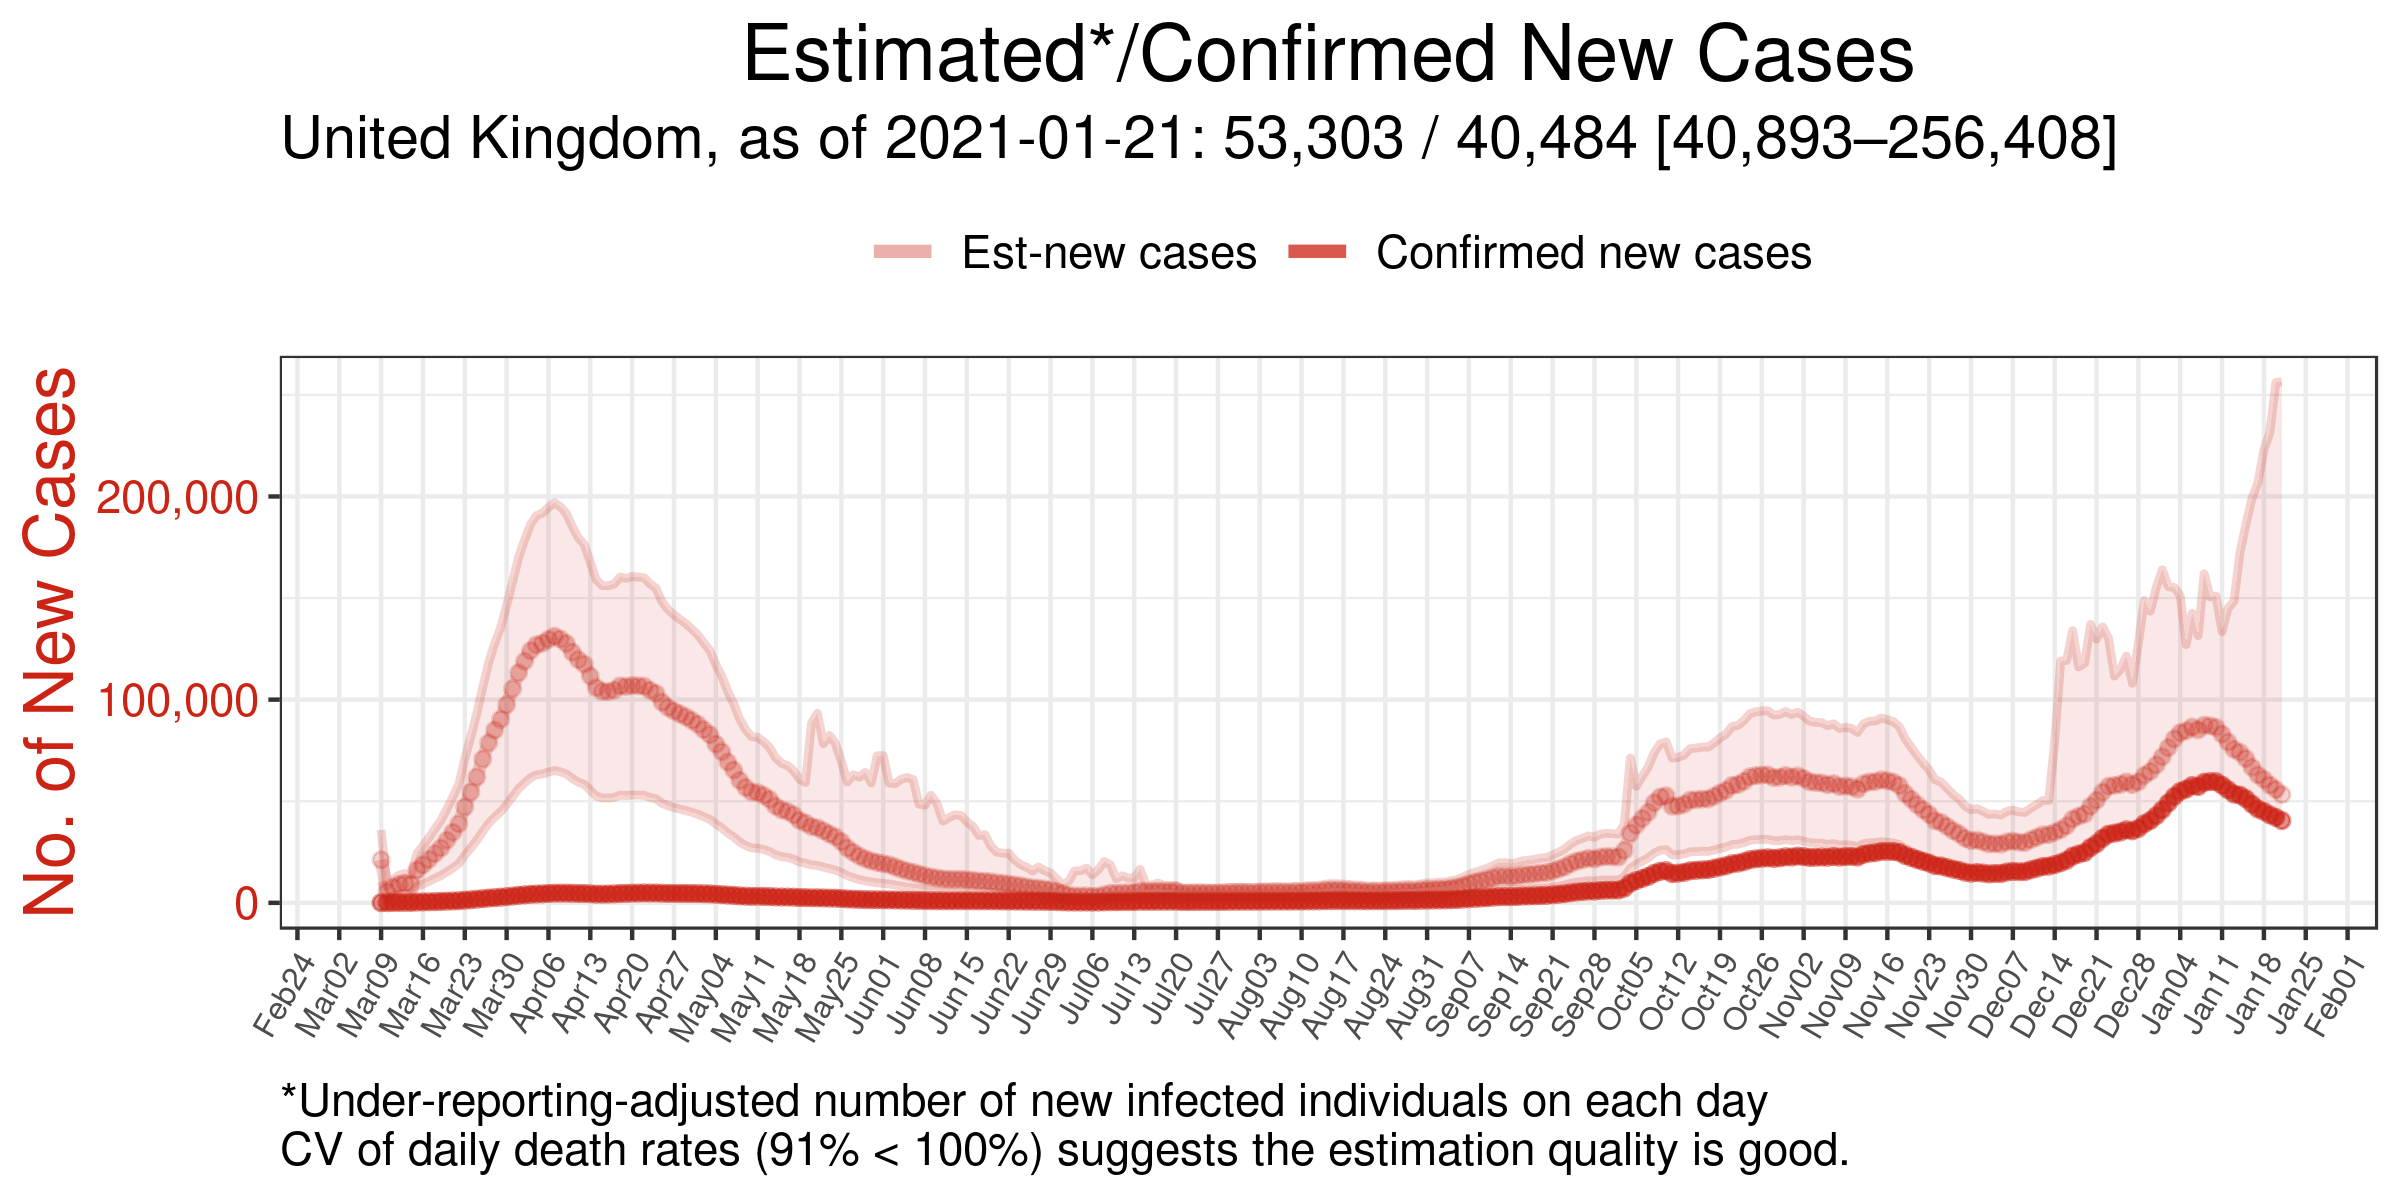 Estimated*/Confirmed New Cases
United Kingdom, as of 2021-01-21: 53,303 / 40,484 [40,893–256,408]
Est-new cases Confirmed new cases
No. of New Cases
200,000
100,000
0
Feb24 Mar02 Mar09 Mar16 Mar23 Mar30 Apr06 Apr13 Apr20 Apr27 May04 May11 May18 May25 Jun01 Jun08 Jun15 Jun22 Jun29 Jul06 Jul13 Jul20 Jul27 Aug03 Aug10 Aug17 Aug24 Aug31 Sep07 Sep14 Sep21 Sep28 Oct05 Oct12 Oct19 Oct26 Nov02 Nov09 Nov16 Nov23 Nov30 Dec07 Dec14 Dec21 Dec28 Jan04 Jan11 Jan18 Jan25 Feb01
*Under-reporting-adjusted number of new infected individuals on each day
CV of daily death rates (91% < 100%) suggests the estimation quality is good.